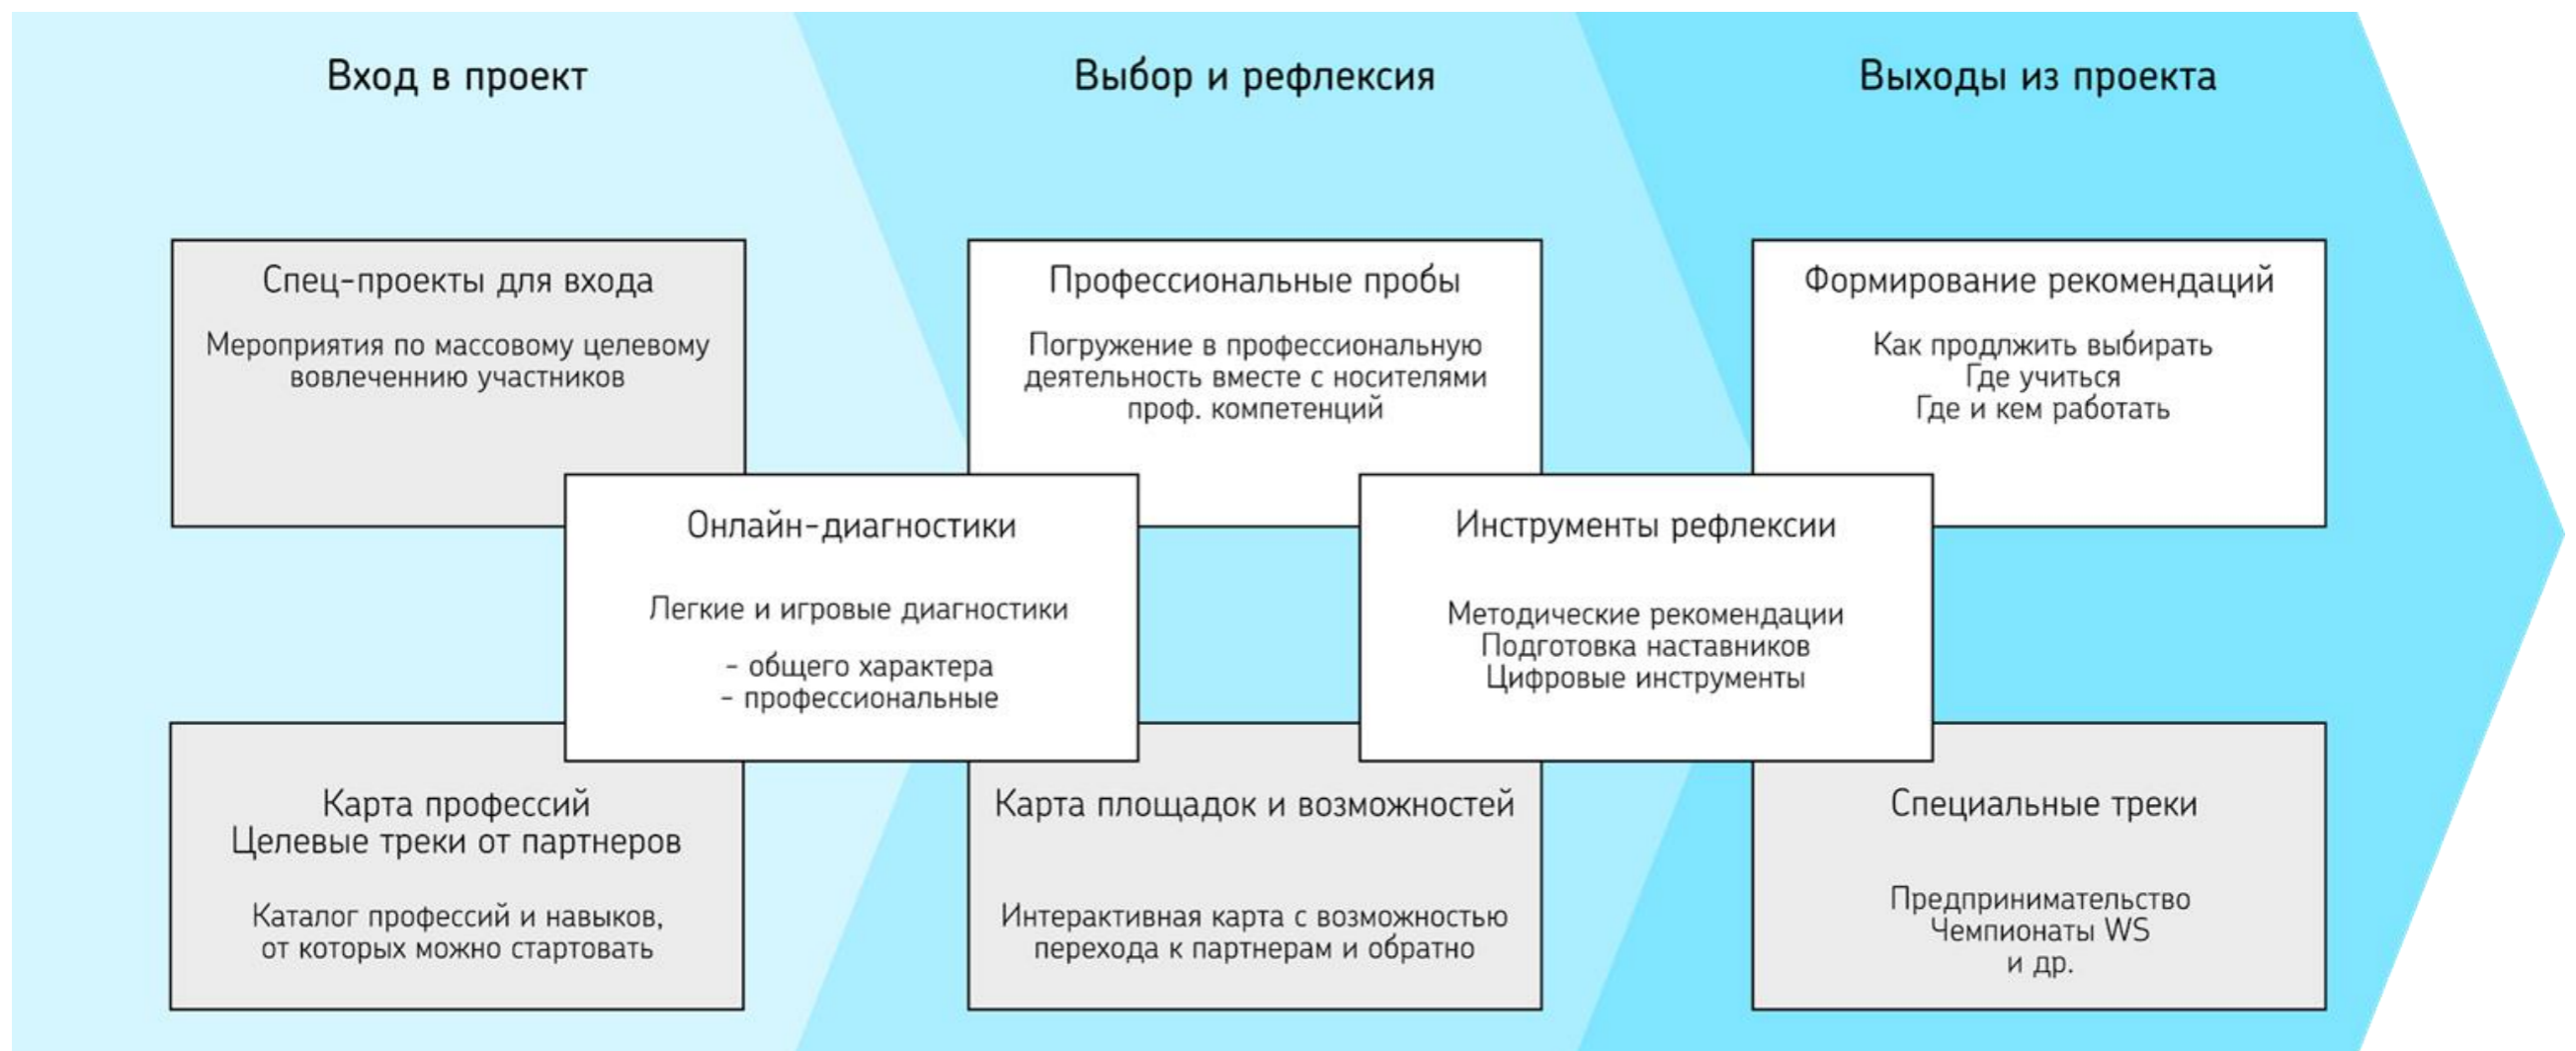 Вход в проект
Выбор и рефлексия
Выходы из проекта
Спец-проекты для входа
Мероприятия по массовому целевому
вовлеченнию участников
Профессиональные пробы
Погружение в профессиональную
деятельность вместе с носителями
проф. компетенций
Формирование рекомендаций
Как продлжить выбирать
Где учиться
Где и кем работать
Онлайн-диагностики
Легкие и игровые диагностики
- общего характера
- профессиональные
Инструменты рефлексии
Методические рекомендации
Подготовка наставников
Цифровые инструменты
Карта профессий
Целевые треки от партнеров
Каталог профессий и навыков,
от которых можно стартовать
Карта площадок и возможностей
Интерактивная карта с возможностью
перехода к партнерам и обратно
Специальные треки
Предпринимательство
Чемпионаты WS
и др.